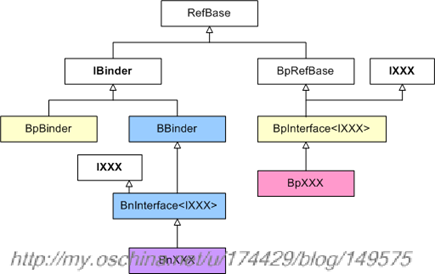 RefBase
IBinder
BpRefBase
IXXX
BpBinder
BBinder
BpInterface<IXXX>
IXXX
BpXXX
BnInterface<IXXX>
BnXXX
http://my.oschina.net/u/174429/blog/149575